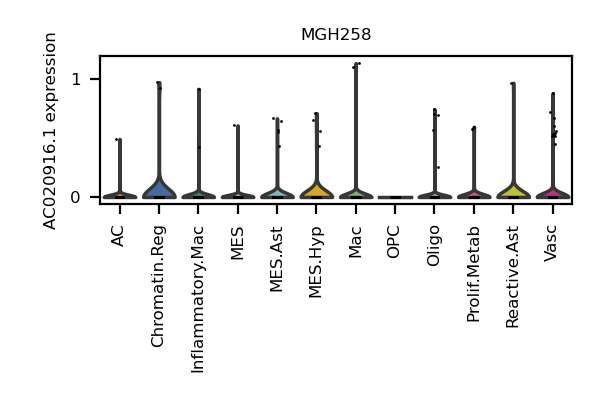 MGH258
AC020916.1 expression
1
0
AC
Chromatin.Reg
Inflammatory.Mac
MES
MES.Ast
MES.Hyp
Mac
OPC
Oligo
Prolif.Metab
Reactive.Ast
Vasc